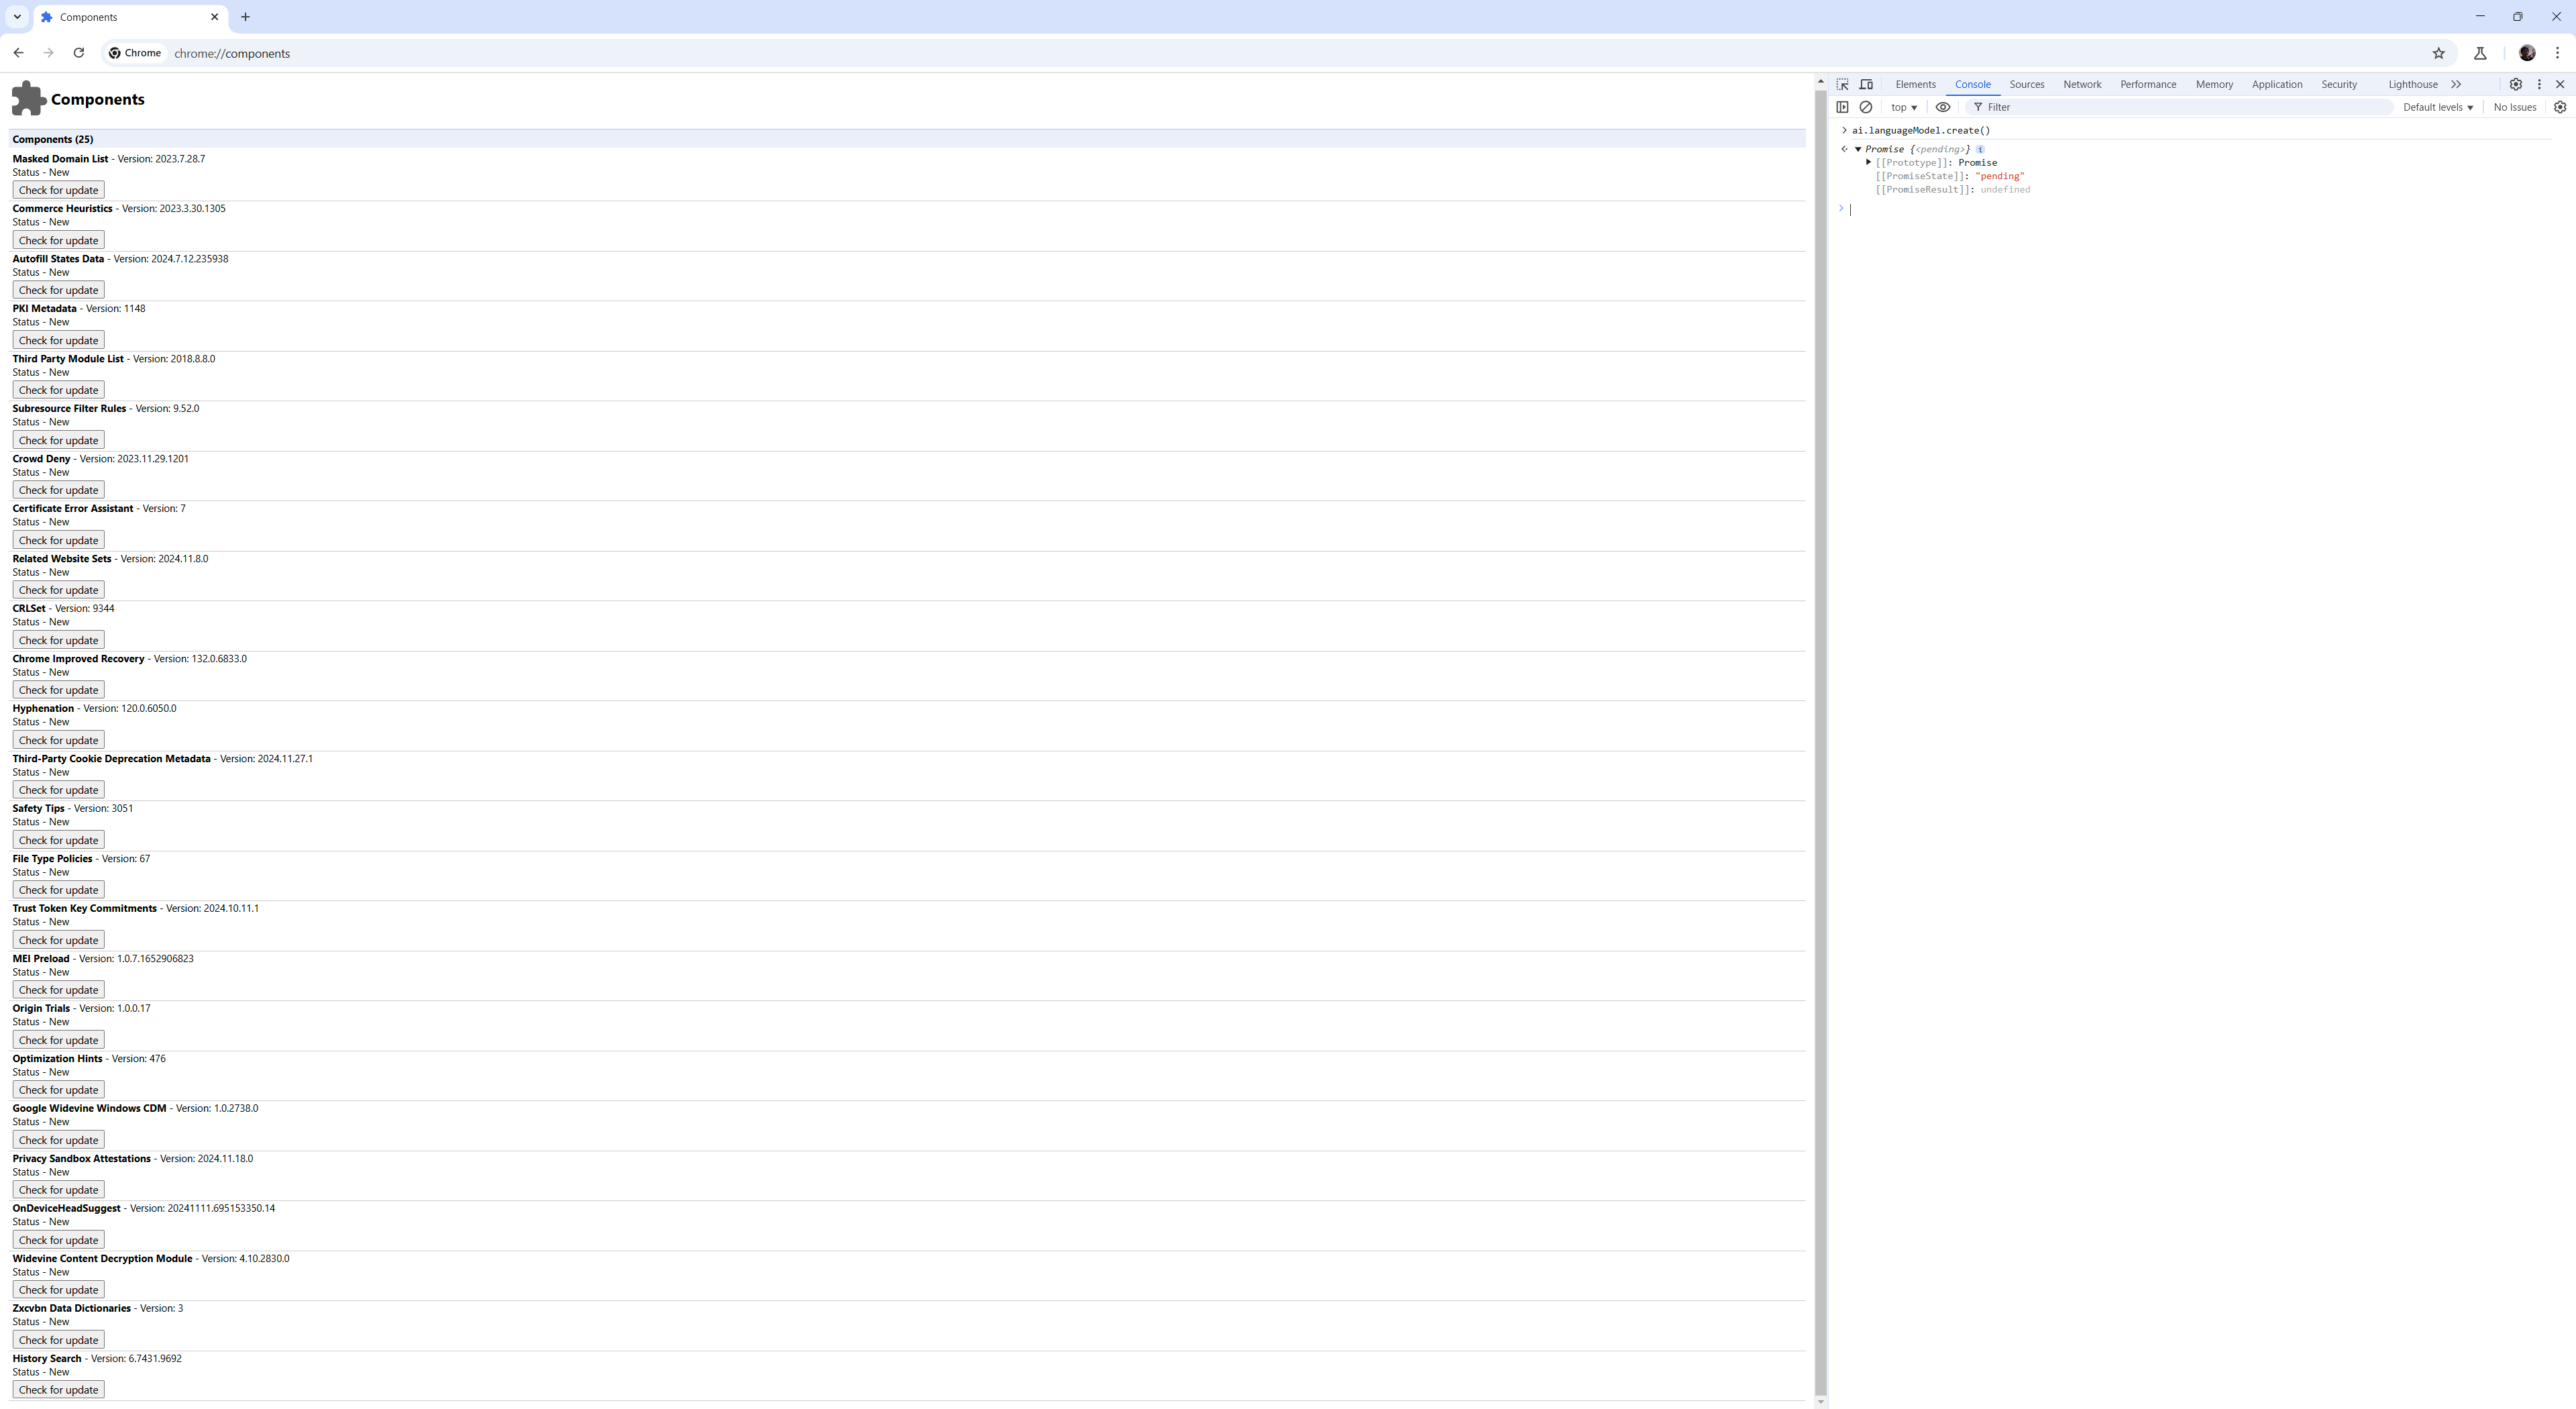 Components
Chrome
chrome://components
Components
Components (25)
Masked Domain List - Version: 2023.7.28.7
Status - New
Check for update
Commerce Heuristics - Version: 2023.3.30.1305
Status - New
Check for update
Autofill States Data - Version: 2024.7.12.235938
Status - New
Check for update
PKI Metadata - Version: 1148
Status - New
Check for update
Third Party Module List - Version: 2018.8.8.0
Status - New
Check for update
Subresource Filter Rules - Version: 9.52.0
Status - New
Check for update
Crowd Deny - Version: 2023.11.29.1201
Status - New
Check for update
Certificate Error Assistant - Version: 7
Status - New
Check for update
Related Website Sets - Version: 2024.11.8.0
Status - New
Check for update
CRLSet - Version: 9344
Status - New
Check for update
Chrome Improved Recovery - Version: 132.0.6833.0
Status - New
Check for update
Hyphenation - Version: 120.0.6050.0
Status - New
Check for update
Third-Party Cookie Deprecation Metadata - Version: 2024.11.27.1
Status - New
Check for update
Safety Tips - Version: 3051
Status - New
Check for update
File Type Policies - Version: 67
Status - New
Check for update
Trust Token Key Commitments - Version: 2024.10.11.1
Status - New
Check for update
MEI Preload - Version: 1.0.7.1652906823
Status - New
Check for update
Origin Trials - Version: 1.0.0.17
Status - New
Check for update
Optimization Hints - Version: 476
Status - New
Check for update
Google Widevine Windows CDM - Version: 1.0.2738.0
Status - New
Check for update
Privacy Sandbox Attestations - Version: 2024.11.18.0
Status - New
Check for update
OnDeviceHeadSuggest - Version: 20241111.695153350.14
Status - New
Check for update
Widevine Content Decryption Module - Version: 4.10.2830.0
Status - New
Check for update
Zxcvbn Data Dictionaries - Version: 3
Status - New
Check for update
History Search - Version: 6.7431.9692
Status - New
Check for update
Elements Console Sources Network Performance Memory Application Security Lighthouse
top Filter Default levels No Issues
ai.languageModel.create()
Promise {<pending>} i
[[Prototype]]: Promise
[[PromiseState]]: "pending"
[[PromiseResult]]: undefined